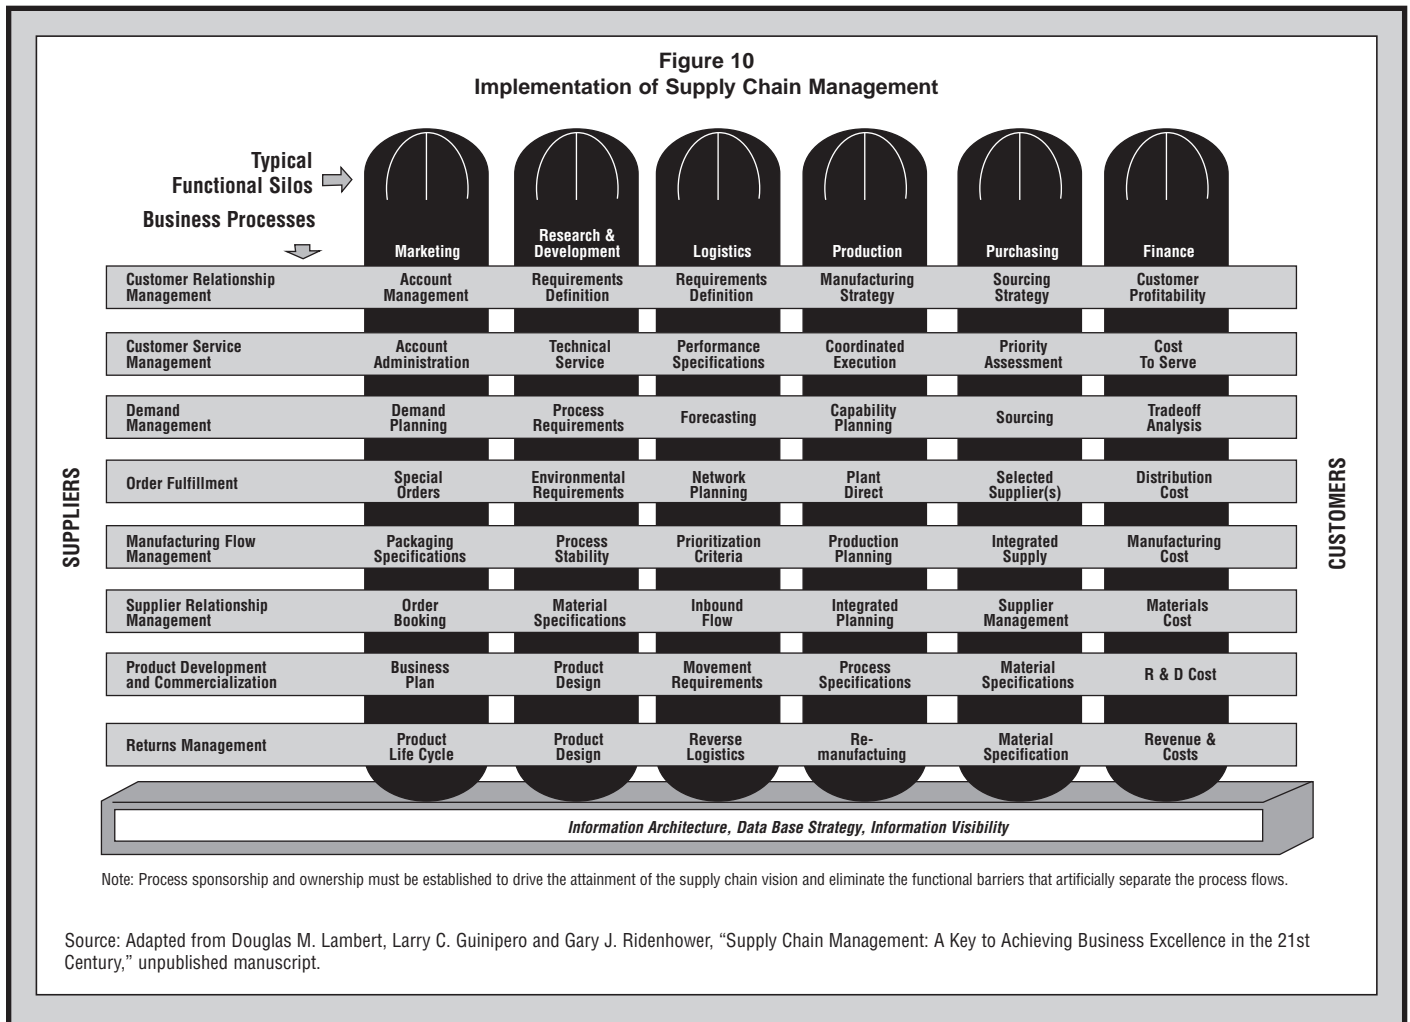 Figure 10
Implementation of Supply Chain Management
Typical
Functional Silos
Business Processes
Marketing
Research &
Development
Logistics
Production
Purchasing
Finance
Customer Relationship
Management
Account
Management
Requirements
Definition
Requirements
Definition
Manufacturing
Strategy
Sourcing
Strategy
Customer
Profitability
Customer Service
Management
Account
Administration
Technical
Service
Performance
Specifications
Coordinated
Execution
Priority
Assessment
Cost
To Serve
Demand
Management
Demand
Planning
Process
Requirements
Forecasting
Capability
Planning
Sourcing
Tradeoff
Analysis
Order Fulfillment
Special
Orders
Environmental
Requirements
Network
Planning
Plant
Direct
Selected
Supplier(s)
Distribution
Cost
Manufacturing Flow
Management
Packaging
Specifications
Process
Stability
Prioritization
Criteria
Production
Planning
Integrated
Supply
Manufacturing
Cost
Supplier Relationship
Management
Order
Booking
Material
Specifications
Inbound
Flow
Integrated
Planning
Supplier
Management
Materials
Cost
Product Development
and Commercialization
Business
Plan
Product
Design
Movement
Requirements
Process
Specifications
Material
Specifications
R & D Cost
Returns Management
Product
Life Cycle
Product
Design
Reverse
Logistics
Re-
manufactuing
Material
Specification
Revenue &
Costs
SUPPLIERS
CUSTOMERS
Information Architecture, Data Base Strategy, Information Visibility
Note: Process sponsorship and ownership must be established to drive the attainment of the supply chain vision and eliminate the functional barriers that artificially separate the process flows.
Source: Adapted from Douglas M. Lambert, Larry C. Guinipero and Gary J. Ridenhower, “Supply Chain Management: A Key to Achieving Business Excellence in the 21st
Century,” unpublished manuscript.